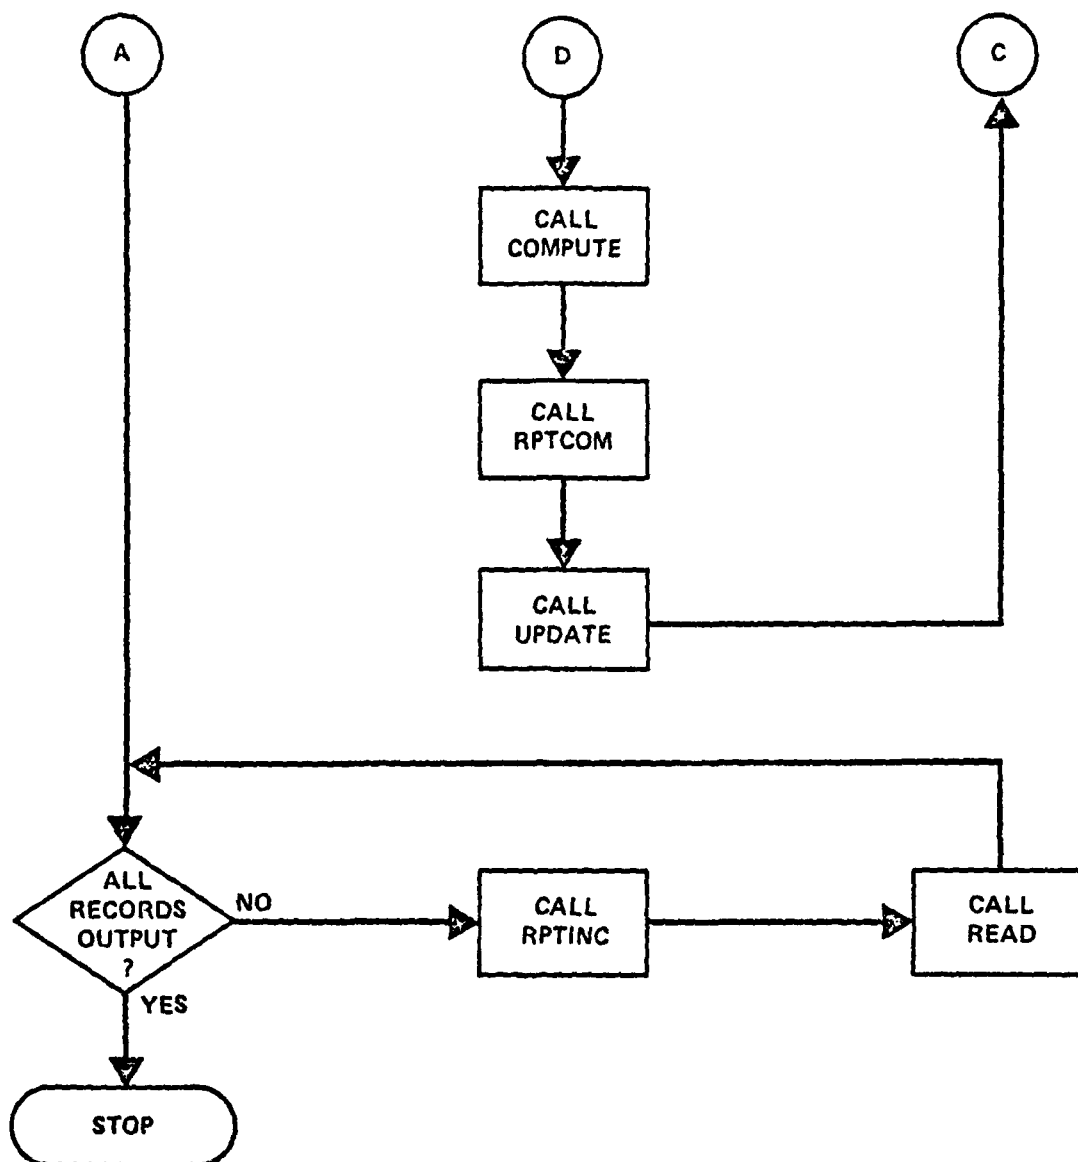 A
D
C
CALL
COMPUTE
CALL
RPTCOM
CALL
UPDATE
ALL
RECORDS
OUTPUT
?
NO
CALL
RPTINC
CALL
READ
YES
STOP